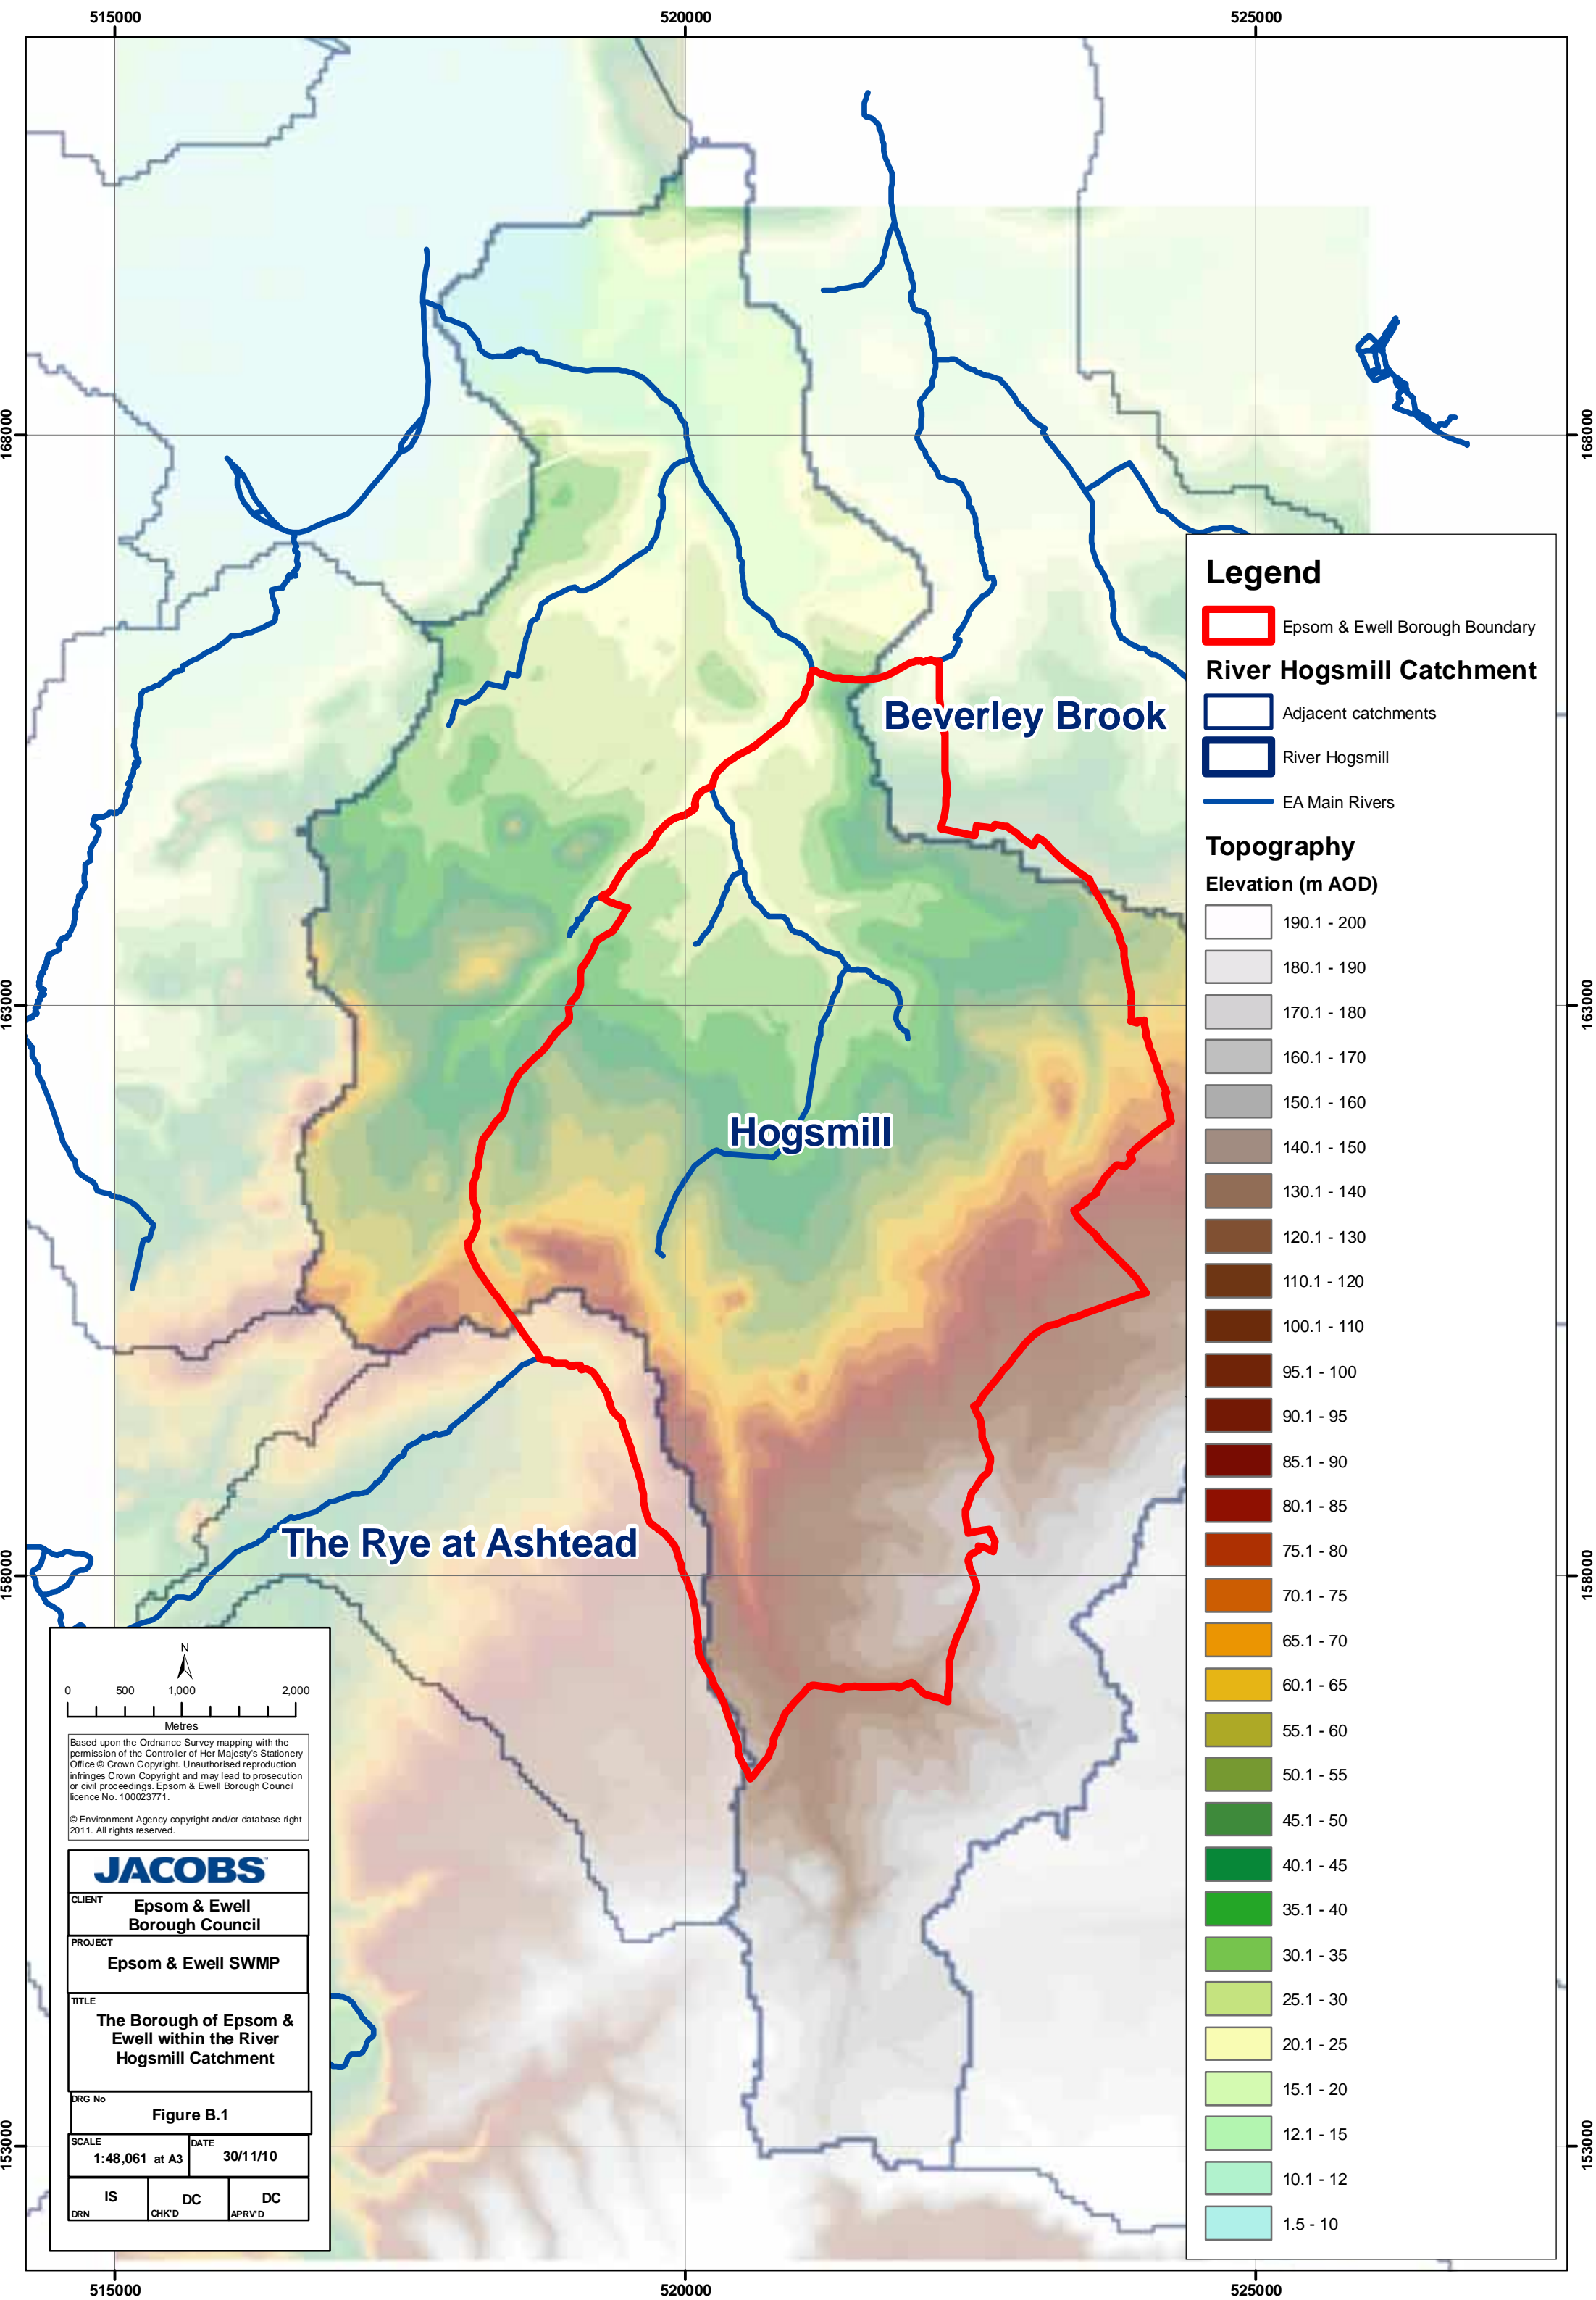 515000
520000
525000
168000
168000
163000
163000
158000
158000
153000
153000
Beverley Brook
Hogsmill
The Rye at Ashtead
Legend
Epsom & Ewell Borough Boundary
River Hogsmill Catchment
Adjacent catchments
River Hogsmill
EA Main Rivers
Topography
Elevation (m AOD)
190.1 - 200
180.1 - 190
170.1 - 180
160.1 - 170
150.1 - 160
140.1 - 150
130.1 - 140
120.1 - 130
110.1 - 120
100.1 - 110
95.1 - 100
90.1 - 95
85.1 - 90
80.1 - 85
75.1 - 80
70.1 - 75
65.1 - 70
60.1 - 65
55.1 - 60
50.1 - 55
45.1 - 50
40.1 - 45
35.1 - 40
30.1 - 35
25.1 - 30
20.1 - 25
15.1 - 20
12.1 - 15
10.1 - 12
1.5 - 10
N
0 500 1,000 2,000
Metres
Based upon the Ordnance Survey mapping with the
permission of the Controller of Her Majesty's Stationery
Office © Crown Copyright. Unauthorised reproduction
infringes Crown Copyright and may lead to prosecution
or civil proceedings. Epsom & Ewell Borough Council
licence No. 100023771.
© Environment Agency copyright and/or database right
2011. All rights reserved.
JACOBS™
CLIENT
Epsom & Ewell
Borough Council
PROJECT
Epsom & Ewell SWMP
TITLE
The Borough of Epsom &
Ewell within the River
Hogsmill Catchment
DRG No
Figure B.1
SCALE
1:48,061 at A3
DATE
30/11/10
IS
DRN
DC
CHK'D
DC
APRV'D
515000
520000
525000